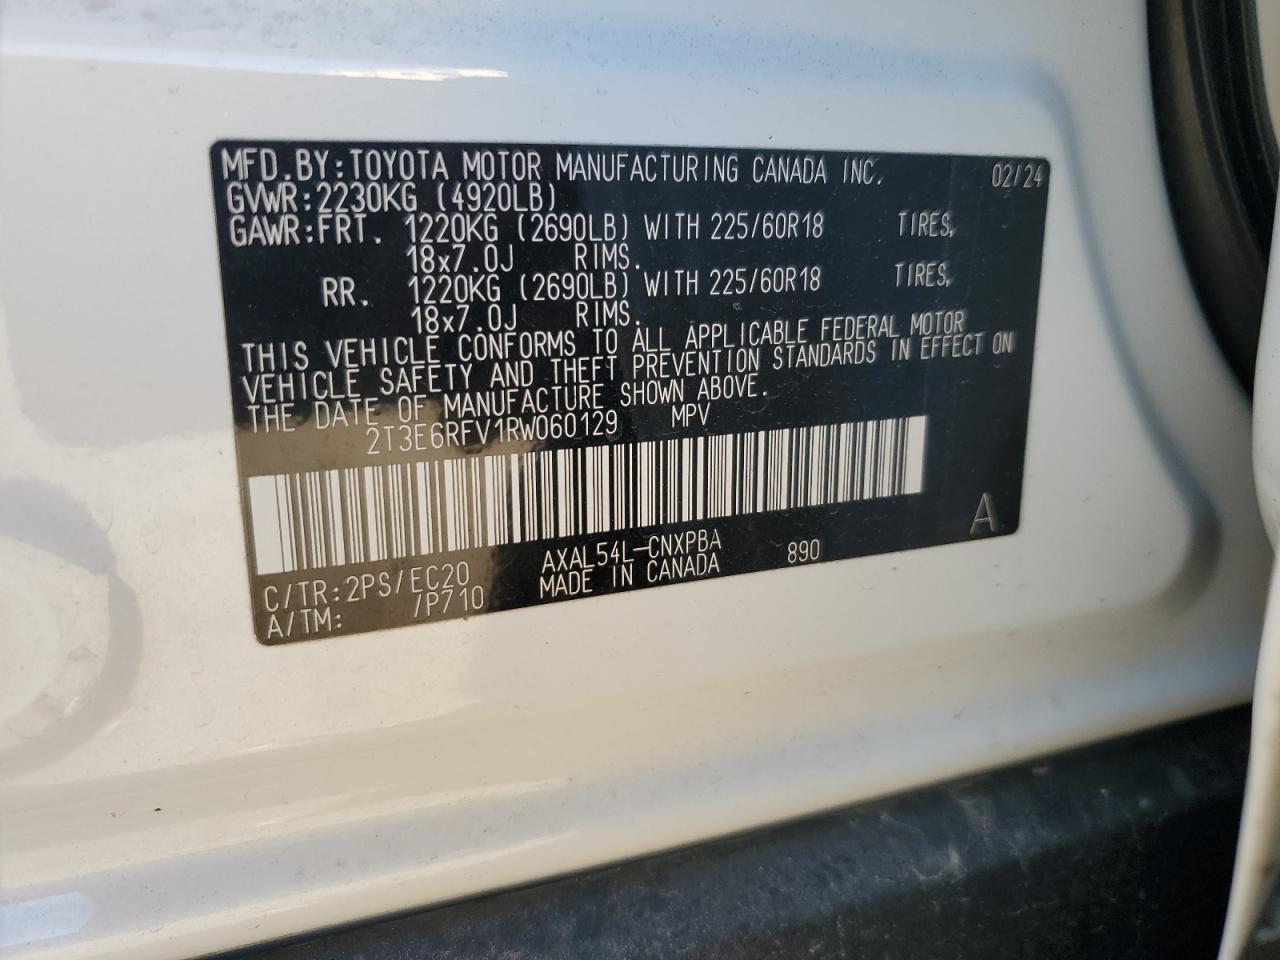 MFD.BY:TOYOTA MOTOR MANUFACTURING CANADA INC. 02/24
GVWR:2230KG (4920LB)
GAWR:FRT. 1220KG (2690LB) WITH 225/60R18 TIRES,
18x7.0J RIMS.
RR. 1220KG (2690LB) WITH 225/60R18 TIRES,
18x7.0J RIMS.
THIS VEHICLE CONFORMS TO ALL APPLICABLE FEDERAL MOTOR
VEHICLE SAFETY AND THEFT PREVENTION STANDARDS IN EFFECT ON
THE DATE OF MANUFACTURE SHOWN ABOVE.
2T3E6RFV1RW060129 MPV
A
C/TR:2PS/EC20 AXAL54L-CNXPBA 890
A/TM: /P710 MADE IN CANADA